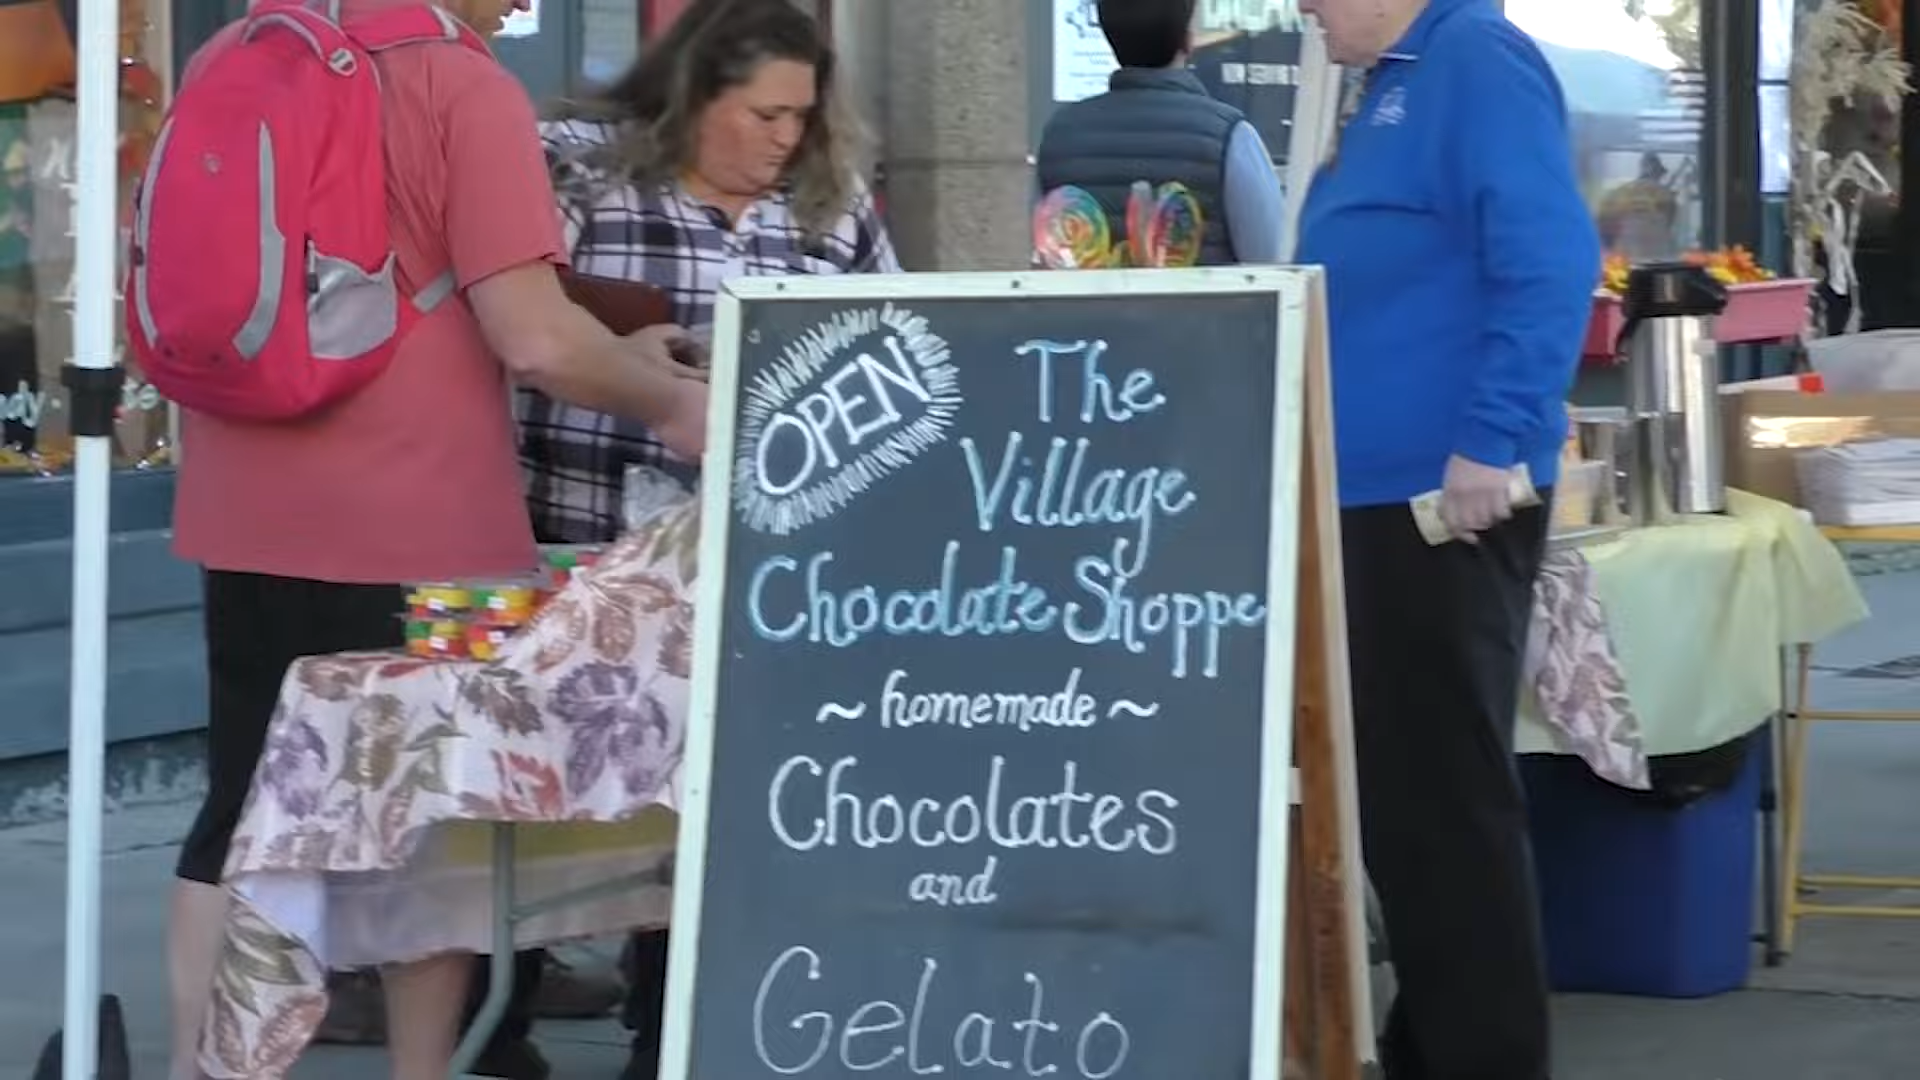 OPEN
The
Village
Chocolate Shoppe
~ homemade ~
Chocolates
and
Gelato